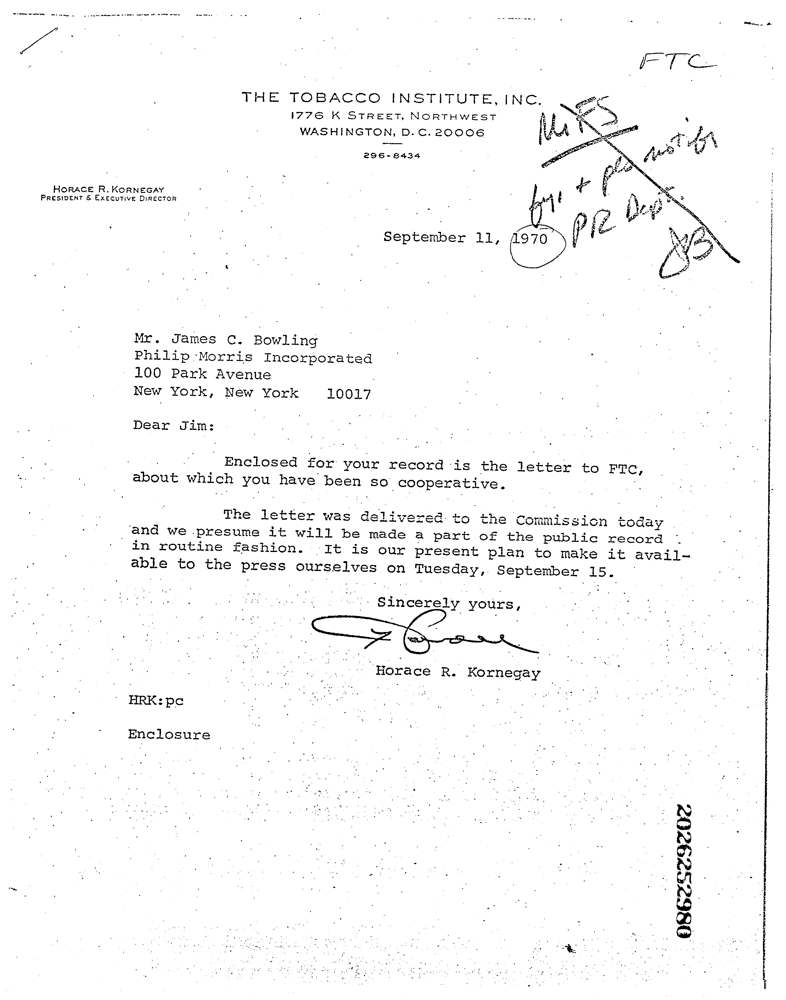 FTC
THE TOBACCO INSTITUTE, INC.
1776 K STREET, NORTHWEST
WASHINGTON, D. C. 20006
296-8434
fyi + pls notify
PR Dept.
HORACE R. KORNEGAY
PRESIDENT & EXECUTIVE DIRECTOR
September 11, 1970
Mr. James C. Bowling
Philip Morris Incorporated
100 Park Avenue
New York, New York 10017
Dear Jim:
Enclosed for your record is the letter to FTC,
about which you have been so cooperative.
The letter was delivered to the Commission today
and we presume it will be made a part of the public record
in routine fashion. It is our present plan to make it avail-
able to the press ourselves on Tuesday, September 15.
Sincerely yours,
Horace R. Kornegay
HRK:pc
Enclosure
2026252980